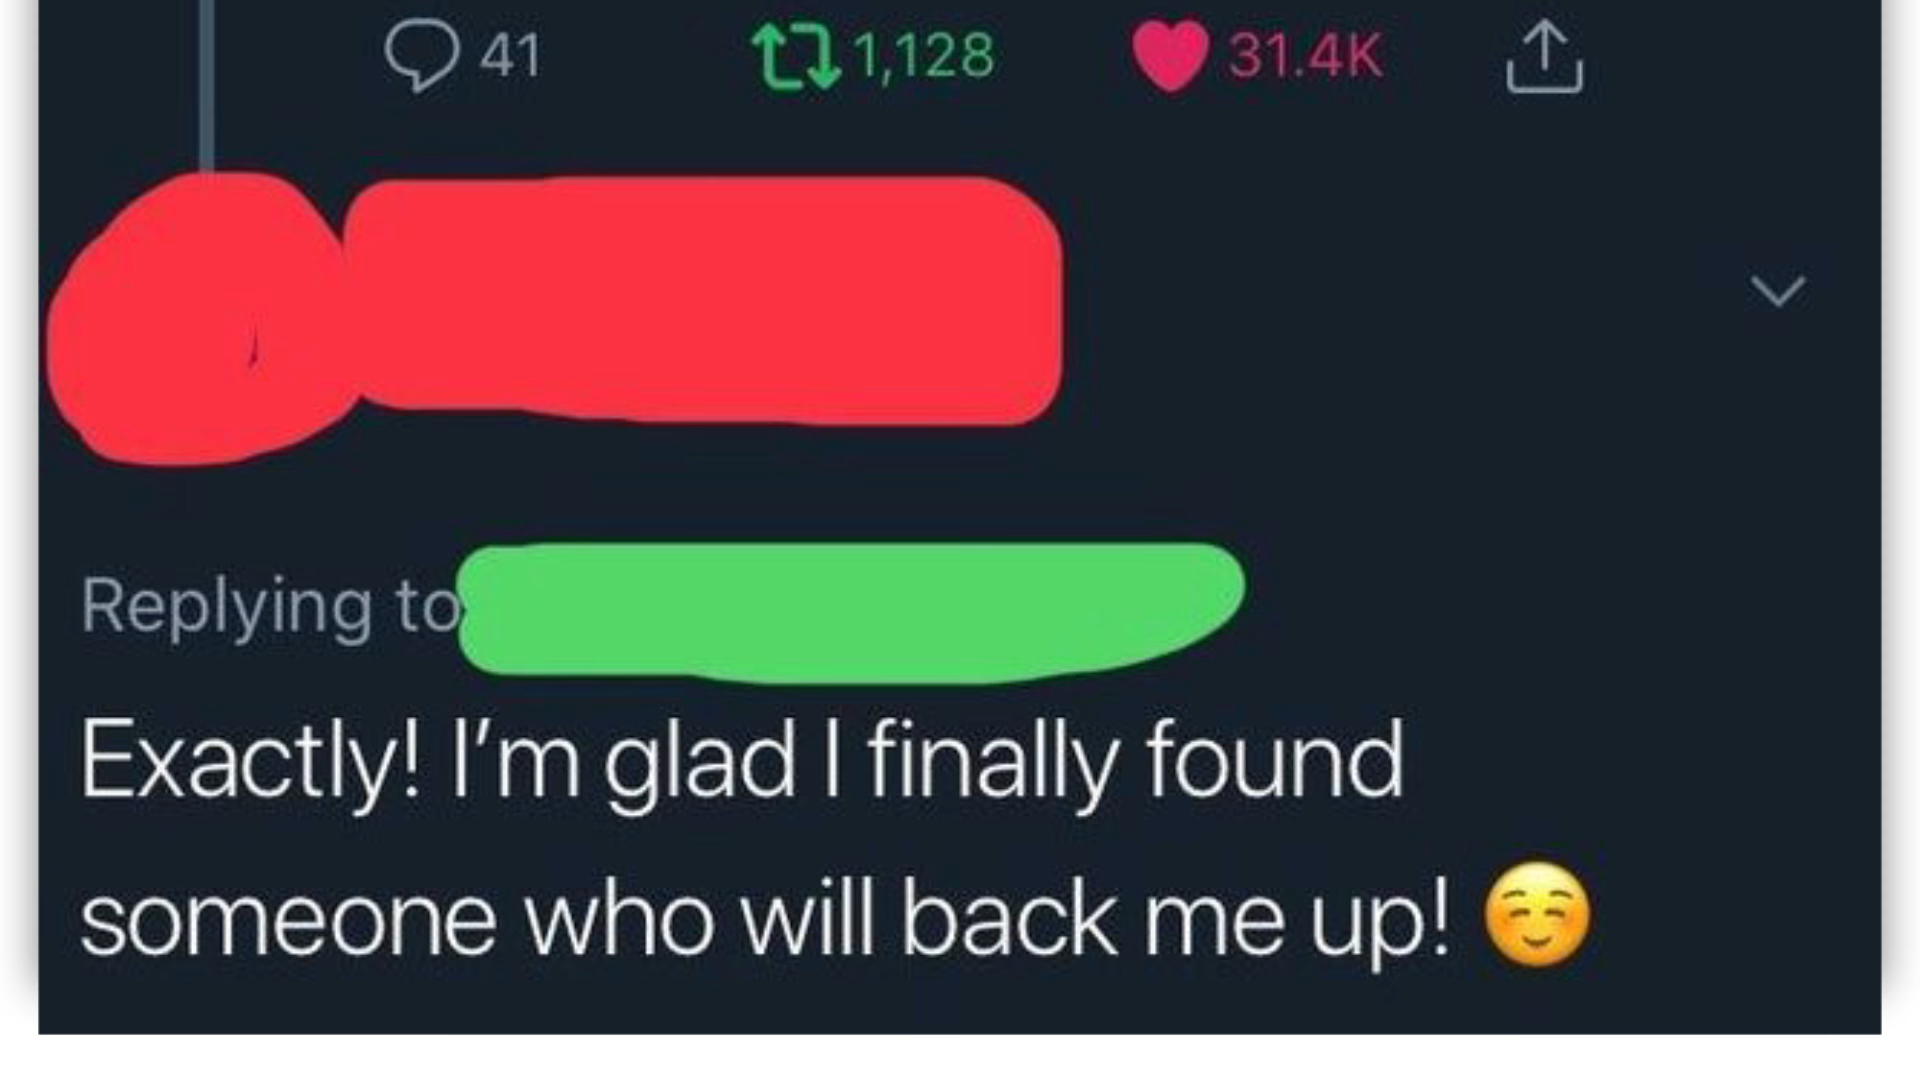 41 1,128 31.4K
Replying to
Exactly! I’m glad I finally found
someone who will back me up! ☺️